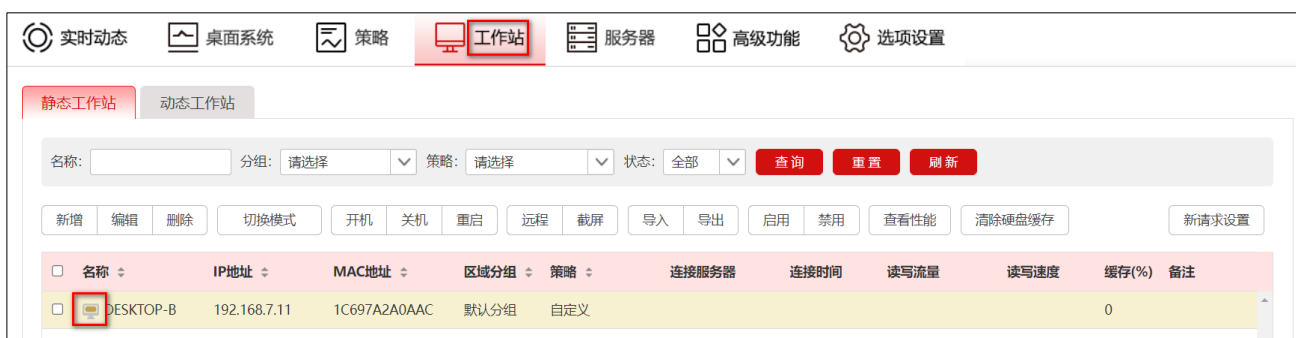 实时动态 桌面系统 策略 工作站 服务器 高级功能 选项设置
静态工作站 动态工作站
名称: 分组: 请选择 策略: 请选择 状态: 全部 查询 重置 刷新
新增 编辑 删除 切换模式 开机 关机 重启 远程 截屏 导入 导出 启用 禁用 查看性能 清除硬盘缓存 新请求设置
名称 IP地址 MAC地址 区域分组 策略 连接服务器 连接时间 读写流量 读写速度 缓存(%) 备注
DESKTOP-B 192.168.7.11 1C697A2A0AAC 默认分组 自定义 0